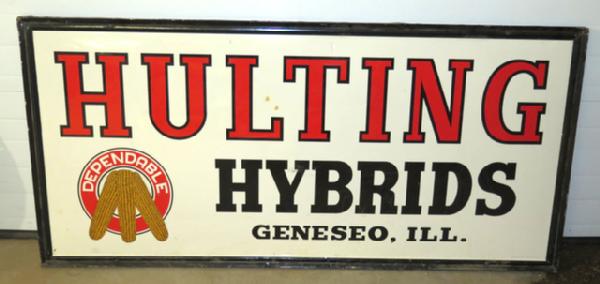 HULTING
DEPENDABLE
HYBRIDS
GENESEO, ILL.